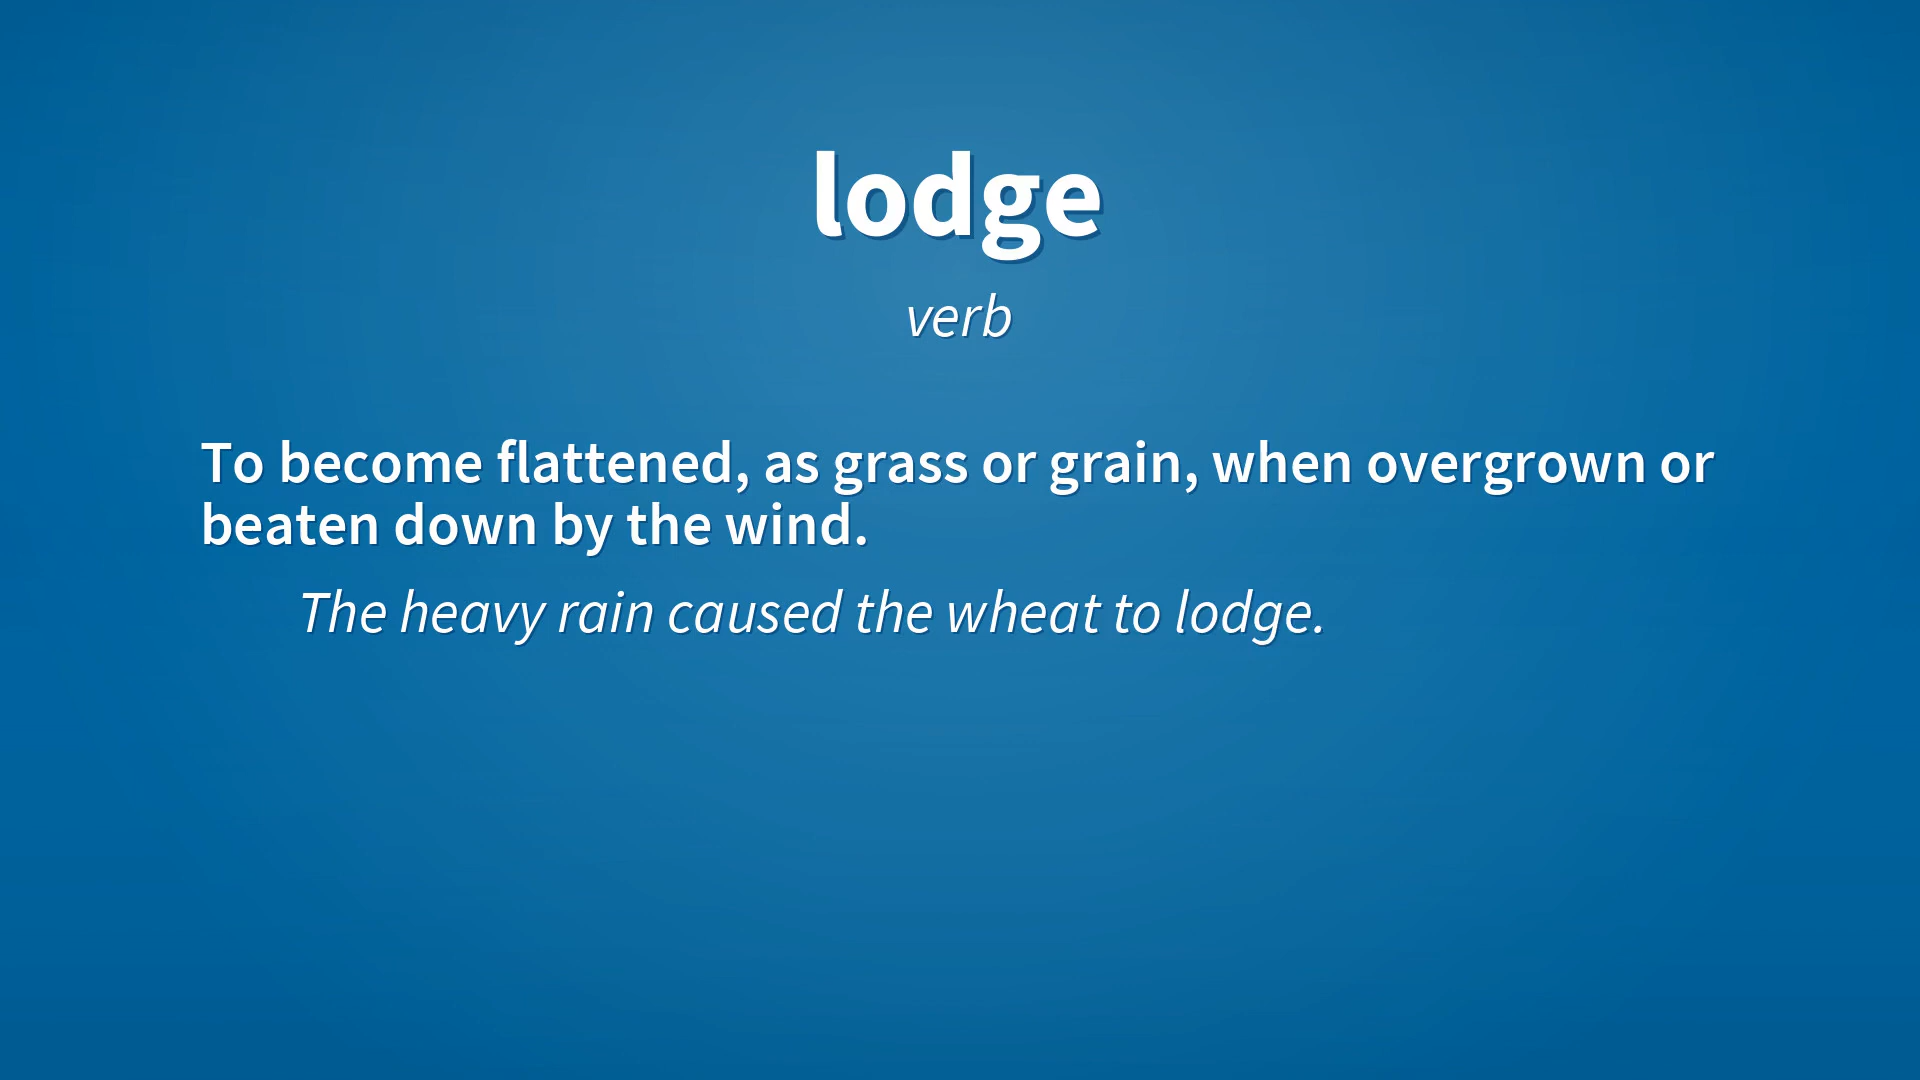 lodge
verb
To become flattened, as grass or grain, when overgrown or
beaten down by the wind.
The heavy rain caused the wheat to lodge.